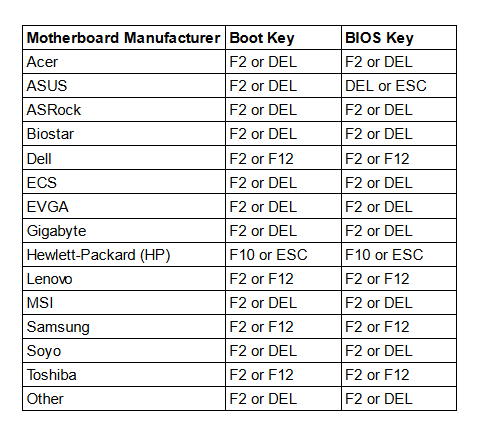 Motherboard Manufacturer Boot Key BIOS Key
Acer F2 or DEL F2 or DEL
ASUS F2 or DEL DEL or ESC
ASRock F2 or DEL F2 or DEL
Biostar F2 or DEL F2 or DEL
Dell F2 or F12 F2 or F12
ECS F2 or DEL F2 or DEL
EVGA F2 or DEL F2 or DEL
Gigabyte F2 or DEL F2 or DEL
Hewlett-Packard (HP) F10 or ESC F10 or ESC
Lenovo F2 or F12 F2 or F12
MSI F2 or DEL F2 or DEL
Samsung F2 or F12 F2 or F12
Soyo F2 or DEL F2 or DEL
Toshiba F2 or F12 F2 or F12
Other F2 or DEL F2 or DEL